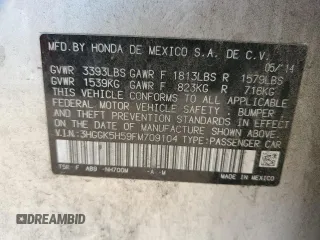 MFD.BY HONDA DE MEXICO S.A. DE C.V.
05/14
GVWR 3393LBS GAWR F 1813LBS R 1579LBS
GVWR 1539KG GAWR F 823KG R 716KG
THIS VEHICLE CONFORMS TO ALL APPLICABLE
FEDERAL MOTOR VEHICLE SAFETY, BUMPER
AND THEFT PREVENTION STANDARDS IN EFFECT ON
THE DATE OF MANUFACTURE SHOWN ABOVE.
V.I.N: 3HGGK5H59FM709104 TYPE: PASSENGER CAR
F AB9 -NH700M -A -M
MADE IN MEXICO
DREAMBID